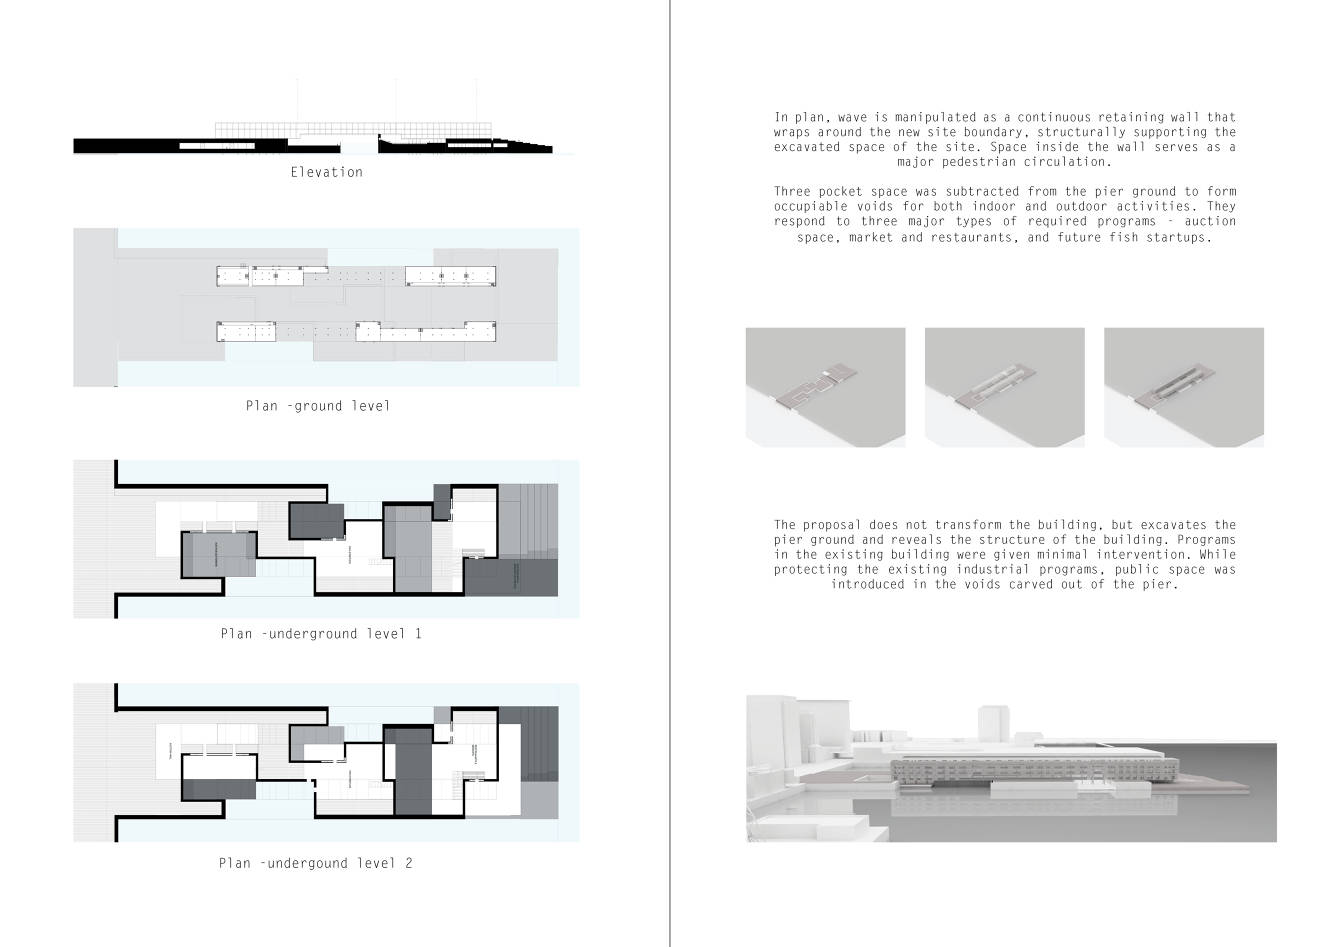 Elevation
Plan -ground level
Plan -underground level 1
Plan -undergound level 2
In plan, wave is manipulated as a continuous retaining wall that
wraps around the new site boundary, structurally supporting the
excavated space of the site. Space inside the wall serves as a
major pedestrian circulation.
Three pocket space was subtracted from the pier ground to form
occupiable voids for both indoor and outdoor activities. They
respond to three major types of required programs - auction
space, market and restaurants, and future fish startups.
The proposal does not transform the building, but excavates the
pier ground and reveals the structure of the building. Programs
in the existing building were given minimal intervention. While
protecting the existing industrial programs, public space was
introduced in the voids carved out of the pier.